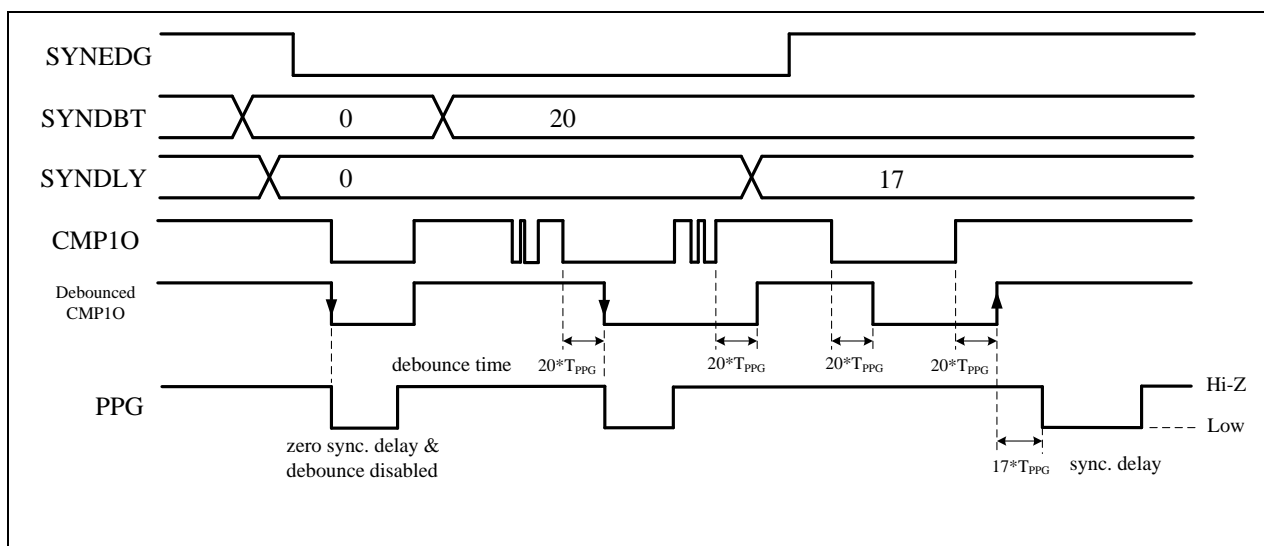 SYNEDG
SYNDBT 0 20
SYNDLY 0 17
CMP1O
Debounced
CMP1O
debounce time 20*TPPG 20*TPPG 20*TPPG 20*TPPG
PPG Hi-Z
Low
zero sync. delay &
debounce disabled
17*TPPG sync. delay